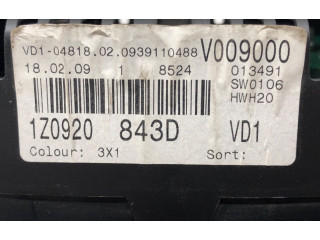 VD1-04818.02.0939110488 V009000
18.02.09 1 8524 013491
SW0106
HWH20
1Z0920 843D VD1
Colour: 3X1 Sort: